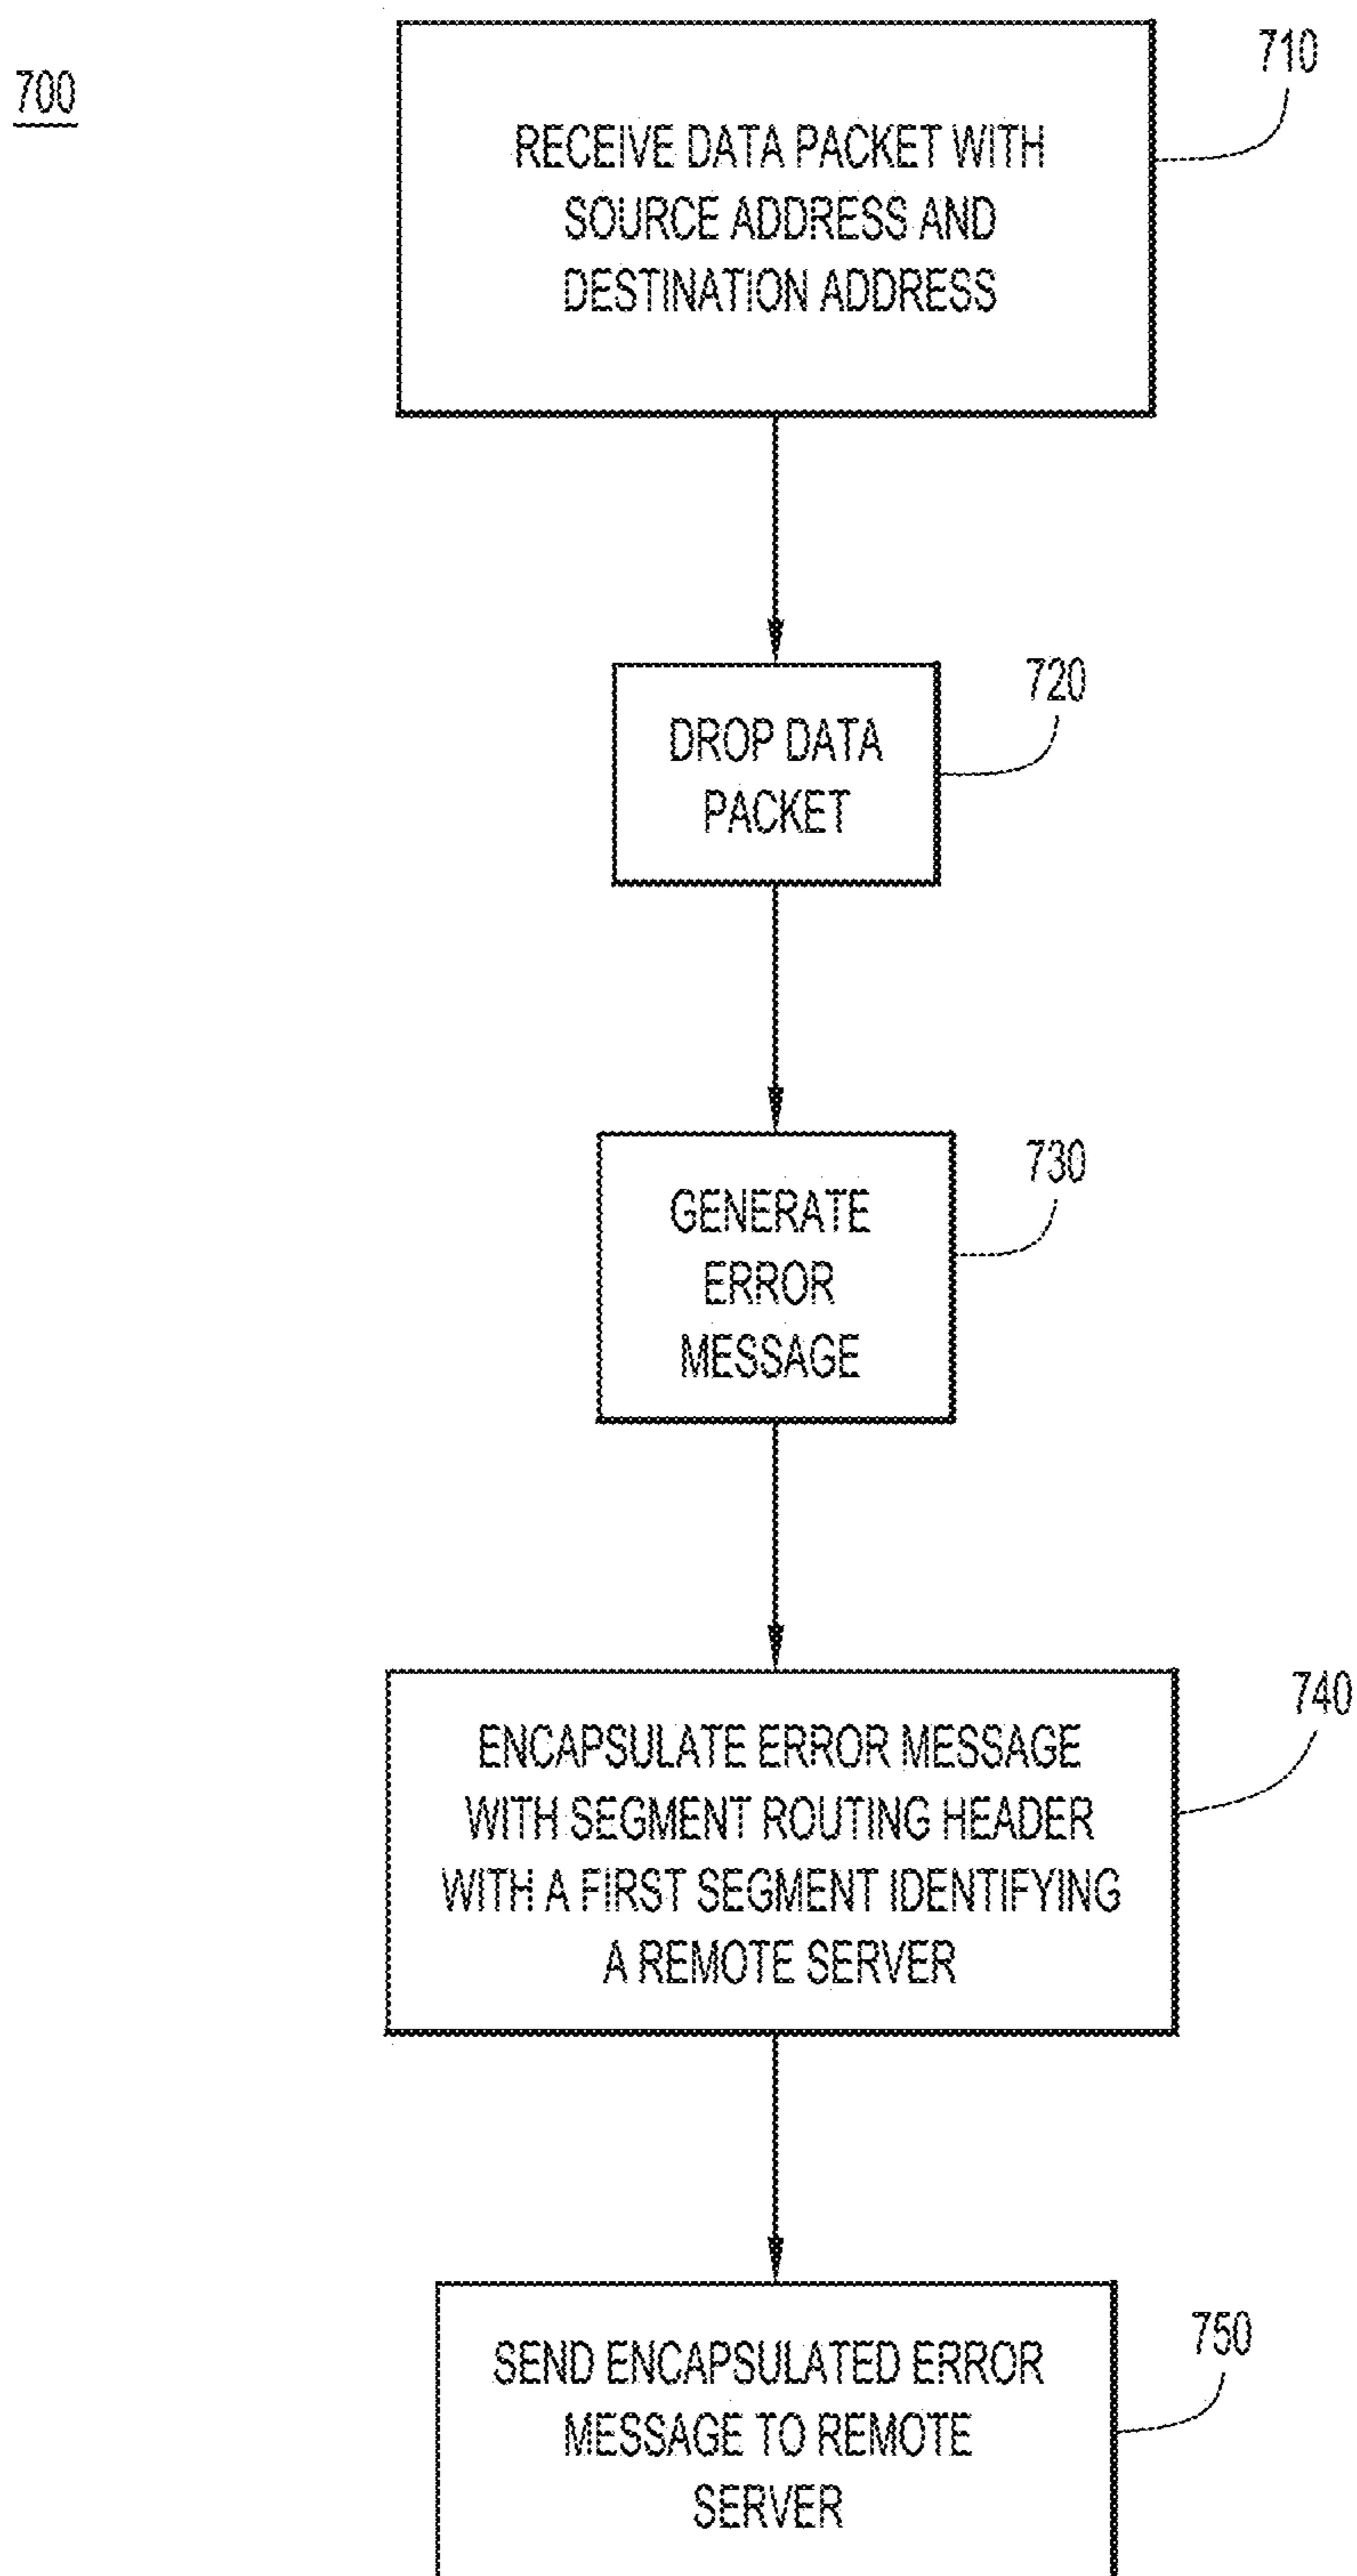 700
710
RECEIVE DATA PACKET WITH
SOURCE ADDRESS AND
DESTINATION ADDRESS
720
DROP DATA
PACKET
730
GENERATE
ERROR
MESSAGE
740
ENCAPSULATE ERROR MESSAGE
WITH SEGMENT ROUTING HEADER
WITH A FIRST SEGMENT IDENTIFYING
A REMOTE SERVER
750
SEND ENCAPSULATED ERROR
MESSAGE TO REMOTE
SERVER